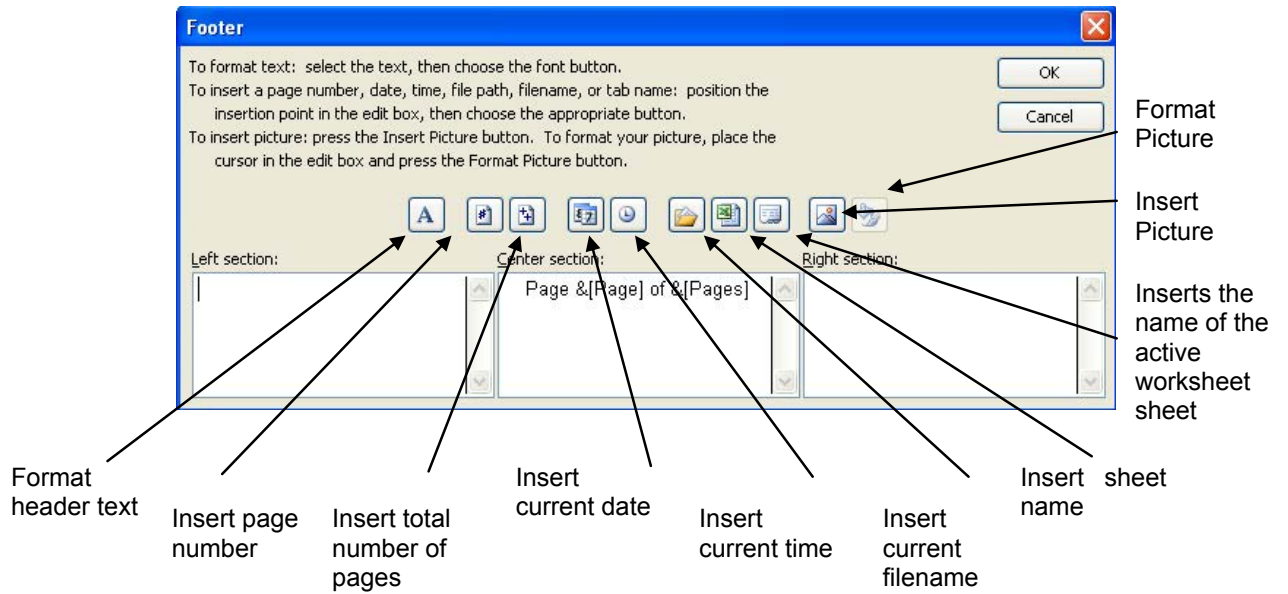 Footer
To format text: select the text, then choose the font button.
To insert a page number, date, time, file path, filename, or tab name: position the
insertion point in the edit box, then choose the appropriate button.
To insert picture: press the Insert Picture button. To format your picture, place the
cursor in the edit box and press the Format Picture button.
OK
Cancel
Format
Picture
Insert
Picture
A
#
Left section:
Center section:
Right section:
Page &[Page] of &[Pages]
Inserts the
name of the
active
worksheet
sheet
Format
header text
Insert page
number
Insert total
number of
pages
Insert
current date
Insert
current time
Insert
current
filename
Insert sheet
name